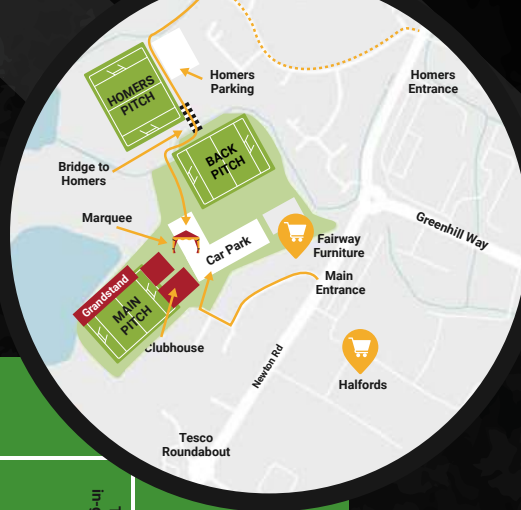 Homers
Parking
Homers
Entrance
HOMERS
PITCH
BACK
PITCH
Bridge to
Homers
Marquee
Greenhill Way
Car Park
Fairway
Furniture
Main
Entrance
Grandstand
MAIN
PITCH
Clubhouse
Newton Rd
Halfords
Tesco
Roundabout